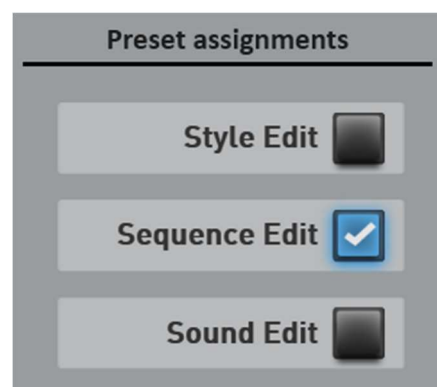 Preset assignments
Style Edit
Sequence Edit
Sound Edit